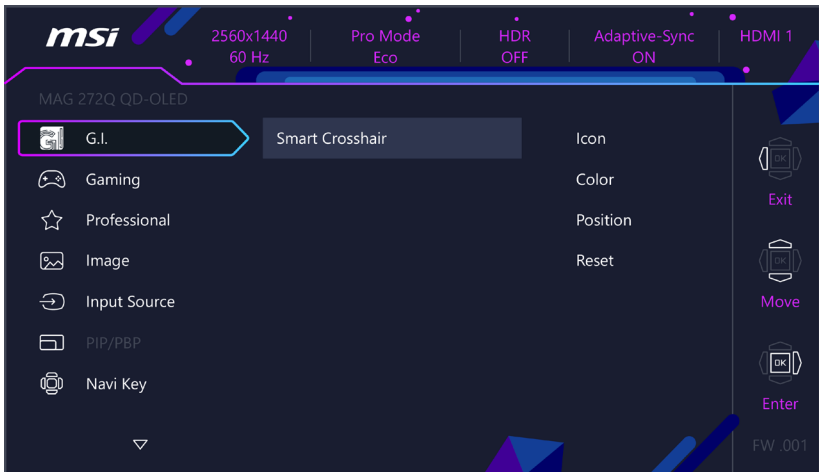 msi
2560x1440 Pro Mode HDR Adaptive-Sync HDMI 1
60 Hz Eco OFF ON
MAG 272Q QD-OLED
G.I. Smart Crosshair Icon
Gaming Color
Professional Position
Image Reset
Input Source
PIP/PBP
Navi Key
OK
Exit
OK
Move
OK
Enter
FW .001